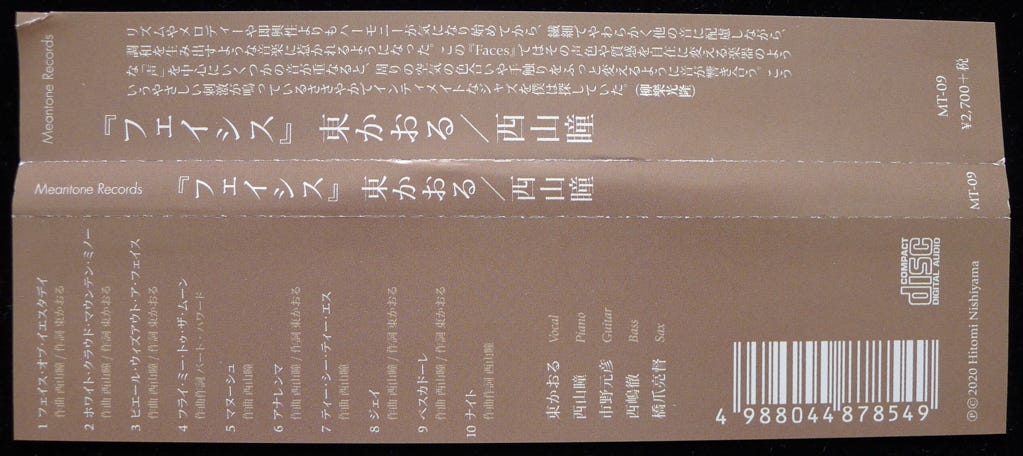 Meantone Records
リズムやメロディーや即興性よりもハーモニーが気になり始めてから、繊細でやわらかく他の音に配慮しながら、
調和を生み出すような音楽に惹かれるようになった。この『Faces』ではその声色や質感を自在に変える楽器のよう
な「声」を中心にいくつかの音が重なると、周りの空気の色合いや手触りをふっと変えるように音が響き合う。こう
いうやさしい刺激が鳴っているささやかでインティメイトなジャズを僕は探していた。(柳樂光隆)
『フェイシス』 東かおる／西山瞳
MT-09
¥2,700+税
Meantone Records
『フェイシス』 東かおる／西山瞳
MT-09
1 フェイス・オブ・イエスタデイ
作曲 西山瞳 / 作詞 東かおる
2 ホワイト・クラウド・マウンテン・ミノー
作曲 西山瞳 / 作詞 東かおる
3 ピエール・ウィズアウト・ア・フェイス
作曲 西山瞳 / 作詞 東かおる
4 フライ・ミー・トゥ・ザ・ムーン
作曲作詞 バート・ハワード
5 マヌーシュ
作曲 西山瞳
6 アナレンマ
作曲 西山瞳 / 作詞 東かおる
7 ティー・シー・ティー・エス
作曲 西山瞳
8 ジェイ
作曲 西山瞳 / 作詞 東かおる
9 ペスカドーレ
作曲 西山瞳 / 作詞 東かおる
10 ナイト
作曲作詞 西山瞳
東かおる Vocal
西山瞳 Piano
市野元彦 Guitar
西嶋徹 Bass
橋爪亮督 Sax
COMPACT
disc
DIGITAL AUDIO
4 988044 878549
Ⓟ©2020 Hitomi Nishiyama